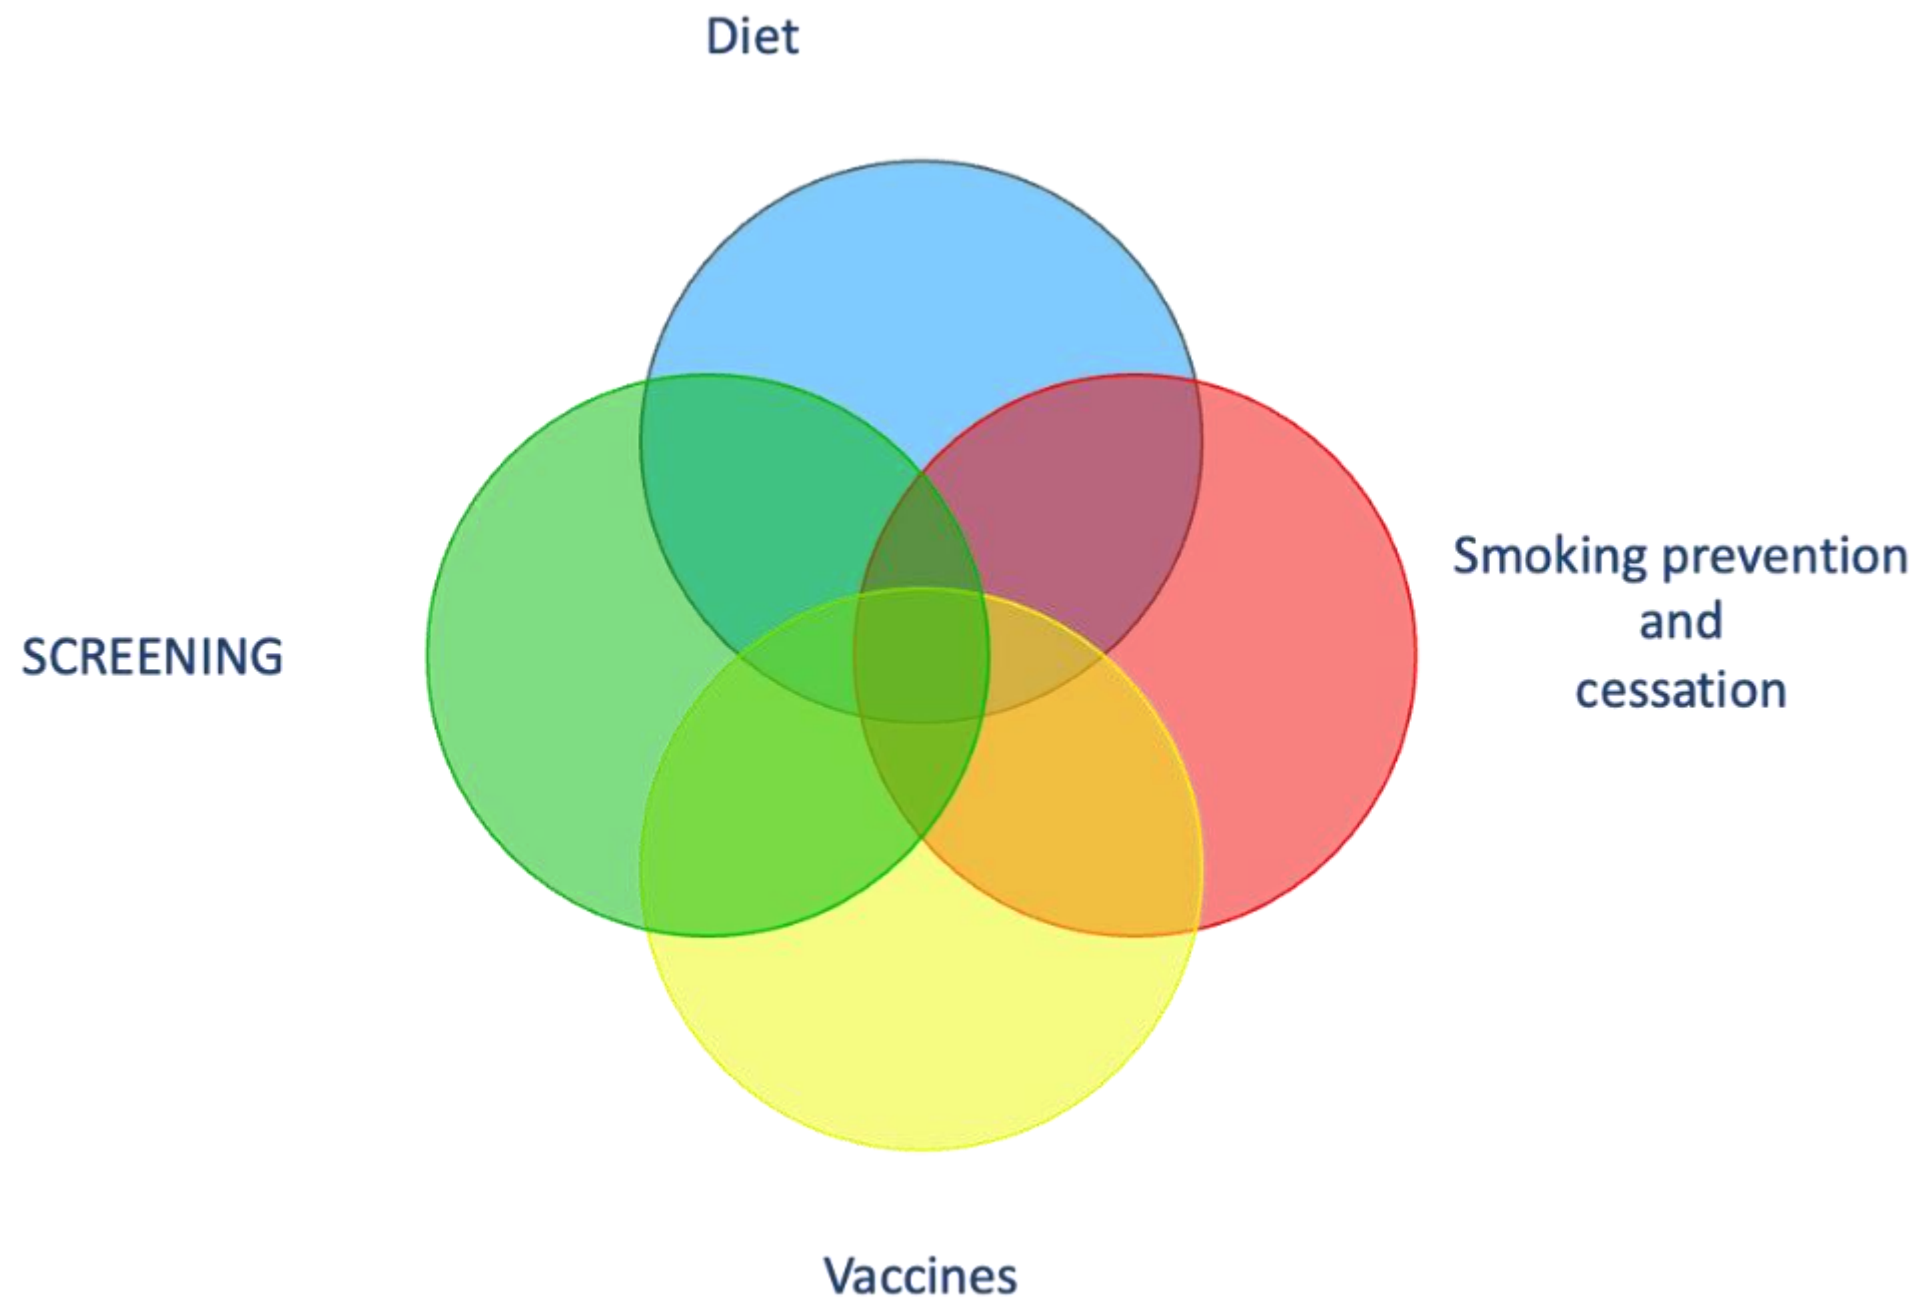 Diet
SCREENING
Smoking prevention
and
cessation
Vaccines